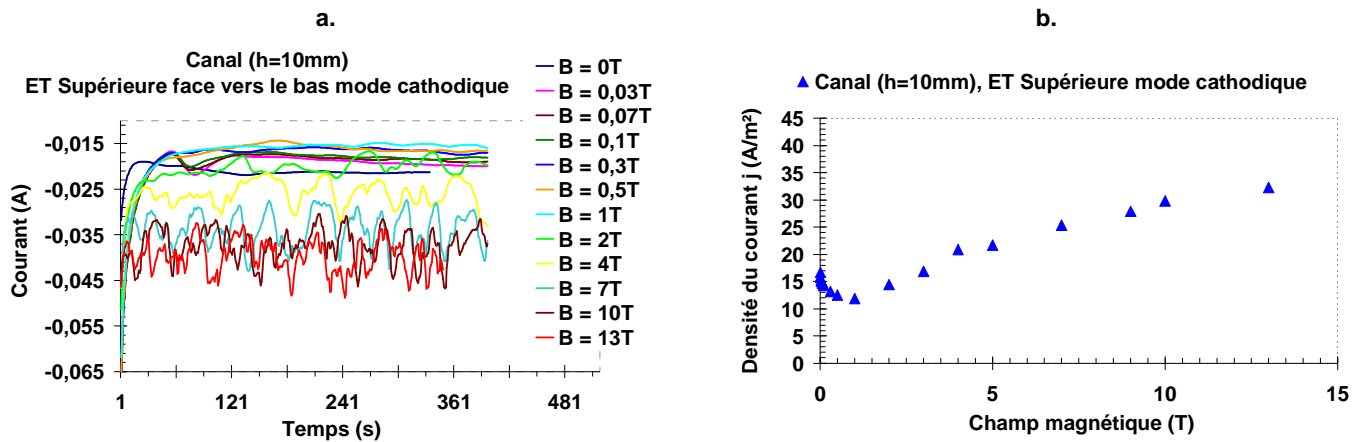 a.
Canal (h=10mm)
ET Supérieure face vers le bas mode cathodique
-0,015
-0,025
-0,035
-0,045
-0,055
-0,065
Courant (A)
1
121
241
361
481
Temps (s)
B = 0T
B = 0,03T
B = 0,07T
B = 0,1T
B = 0,3T
B = 0,5T
B = 1T
B = 2T
B = 4T
B = 7T
B = 10T
B = 13T
b.
Canal (h=10mm), ET Supérieure mode cathodique
45
40
35
30
25
20
15
10
5
0
Densité du courant j (A/m²)
0
5
10
15
Champ magnétique (T)